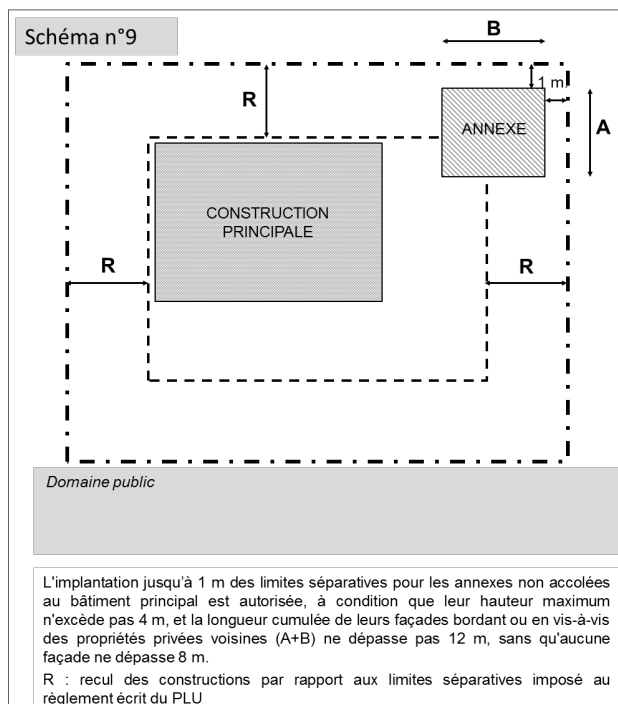 Schéma n°9
B
1 m
R
ANNEXE
A
CONSTRUCTION
PRINCIPALE
R
R
Domaine public
L'implantation jusqu'à 1 m des limites séparatives pour les annexes non accolées
au bâtiment principal est autorisée, à condition que leur hauteur maximum
n'excède pas 4 m, et la longueur cumulée de leurs façades bordant ou en vis-à-vis
des propriétés privées voisines (A+B) ne dépasse pas 12 m, sans qu'aucune
façade ne dépasse 8 m.
R : recul des constructions par rapport aux limites séparatives imposé au
règlement écrit du PLU